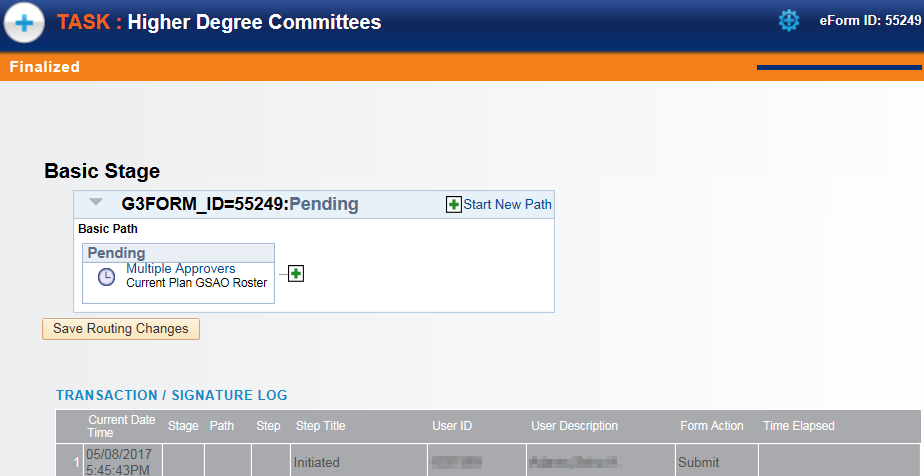 TASK : Higher Degree Committees
eForm ID: 55249
Finalized
Basic Stage
G3FORM_ID=55249:Pending
Start New Path
Basic Path
Pending
Multiple Approvers
Current Plan GSAO Roster
Save Routing Changes
TRANSACTION / SIGNATURE LOG
Current Date Time Stage Path Step Step Title User ID User Description Form Action Time Elapsed
1 05/08/2017 5:45:43PM Initiated Submit